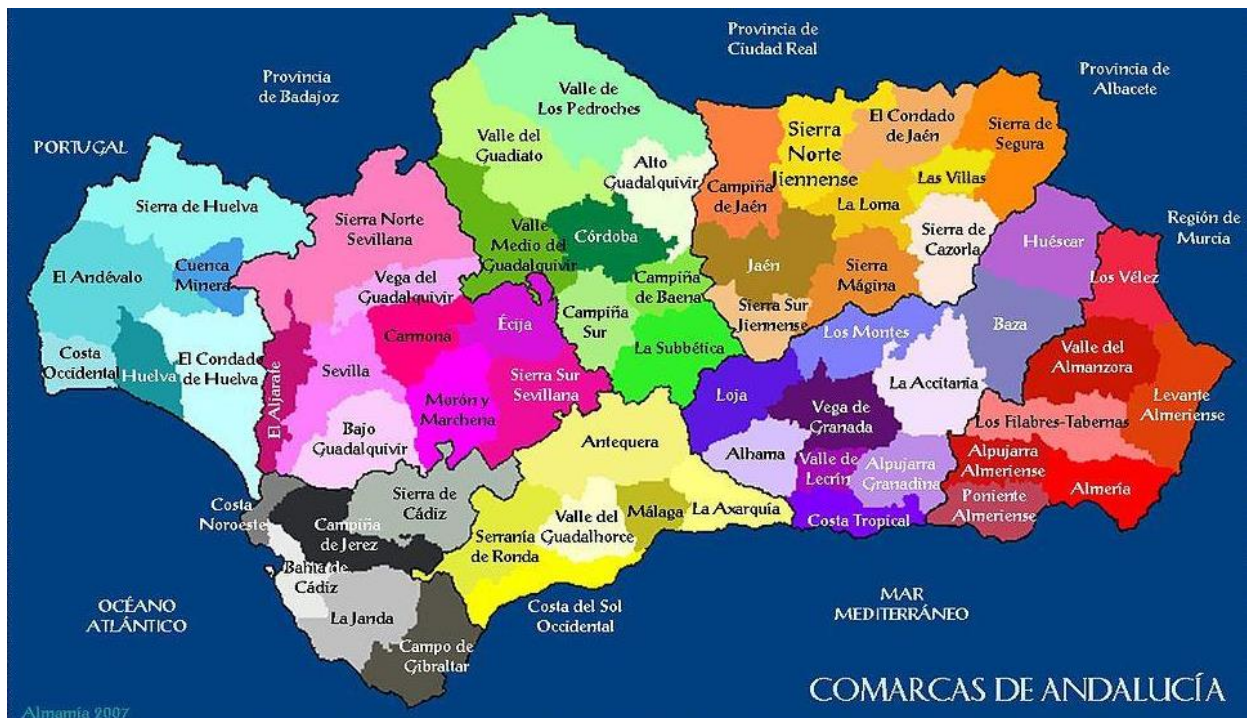 Provincia de
Ciudad Real
Provincia
de Badajoz
Provincia de
Albacete
PORTUGAL
Región de
Murcia
Valle de
Los Pedroches
Valle del
Guadiato
Alto
Guadalquivir
Valle
Medio del
Guadalquivir
Córdoba
Campiña
de Baena
Campiña
Sur
La Subbética
Sierra
Norte
Jiennense
El Condado
de Jaén
Sierra de
Segura
Campiña
de Jaén
Las Villas
La Loma
Sierra de
Cazorla
Jaén
Sierra
Mágina
Sierra Sur
Jiennense
Sierra de Huelva
El Andévalo
Cuenca
Minera
Costa
Occidental
Huelva
El Condado
de Huelva
Sierra Norte
Sevillana
Vega del
Guadalquivir
El Aljarafe
Sevilla
Carmona
Écija
Morón y
Marchena
Sierra Sur
Sevillana
Bajo
Guadalquivir
Huéscar
Baza
Los Montes
La Accitania
Loja
Vega de
Granada
Alhama
Valle de
Lecrín
Alpujarra
Granadina
Costa Tropical
Los Vélez
Valle del
Almanzora
Levante
Almeriense
Los Filabres-Tabernas
Alpujarra
Almeriense
Almería
Poniente
Almeriense
Antequera
Serranía
de Ronda
Valle del
Guadalhorce
Málaga
La Axarquía
Costa del Sol
Occidental
Costa
Noroeste
Campiña
de Jerez
Sierra de
Cádiz
Bahía de
Cádiz
La Janda
Campo de
Gibraltar
OCÉANO
ATLÁNTICO
MAR
MEDITERRÁNEO
COMARCAS DE ANDALUCÍA
Almamía 2007